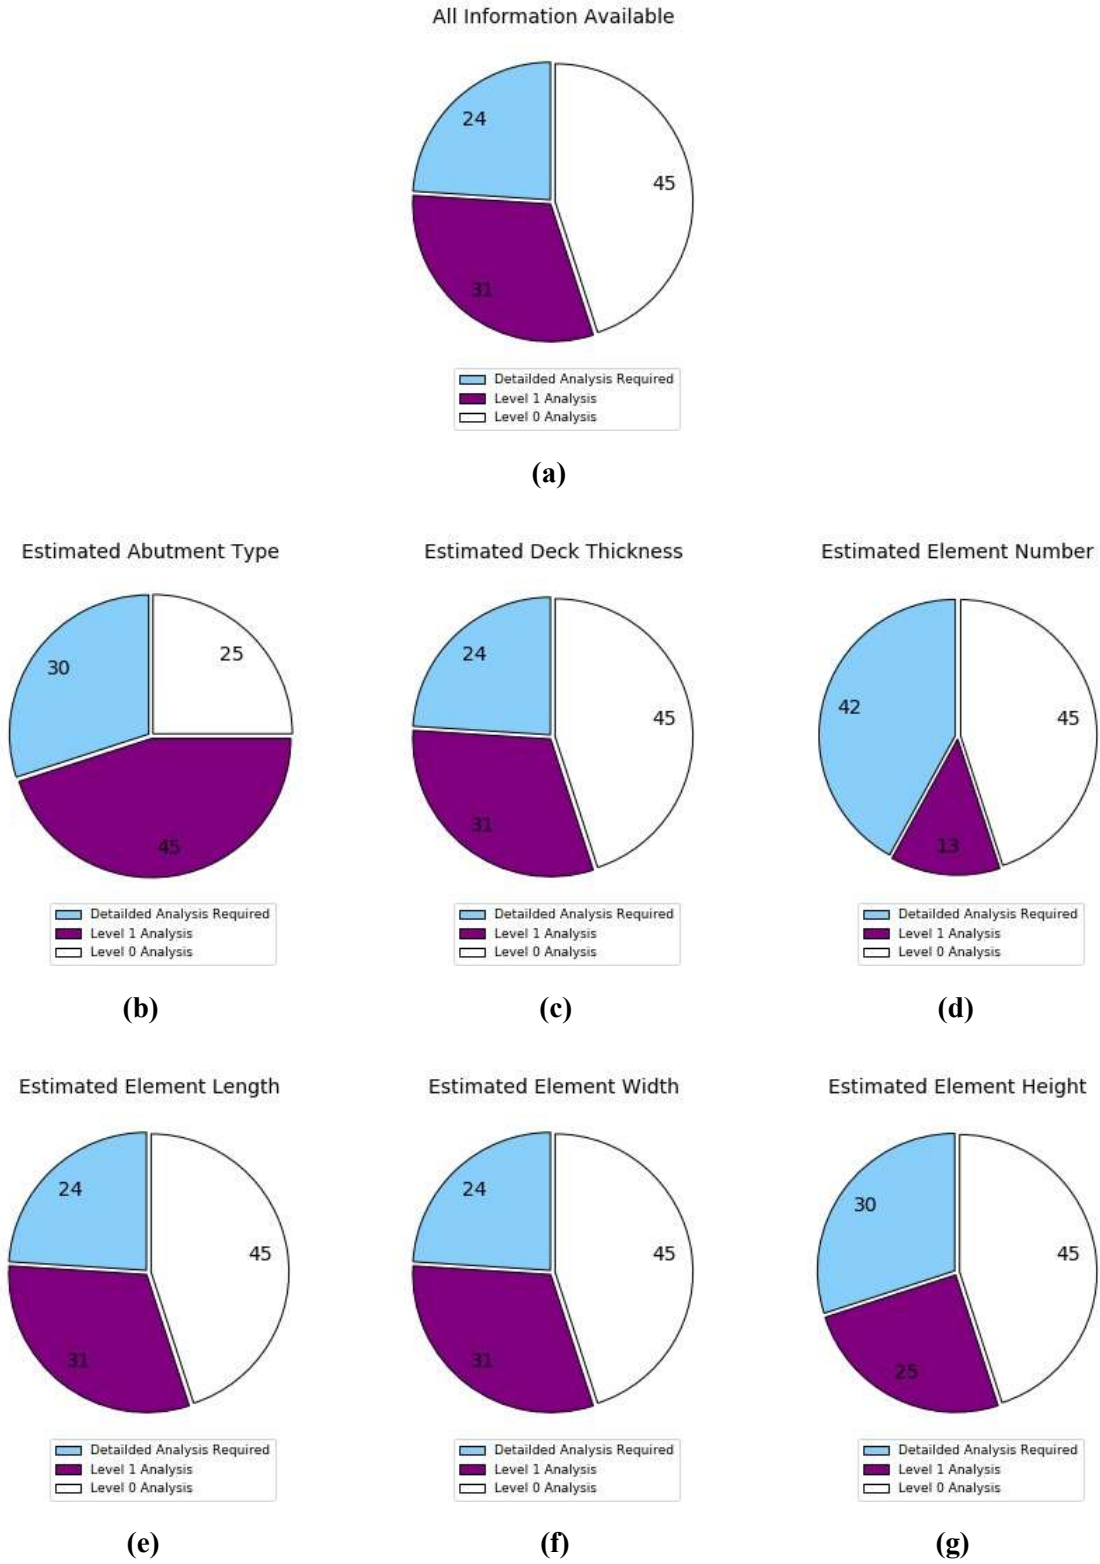 All Information Available
24
45
31
Detailded Analysis Required
Level 1 Analysis
Level 0 Analysis
(a)
Estimated Abutment Type
30
25
45
Detailded Analysis Required
Level 1 Analysis
Level 0 Analysis
(b)
Estimated Deck Thickness
24
45
31
Detailded Analysis Required
Level 1 Analysis
Level 0 Analysis
(c)
Estimated Element Number
42
45
13
Detailded Analysis Required
Level 1 Analysis
Level 0 Analysis
(d)
Estimated Element Length
24
45
31
Detailded Analysis Required
Level 1 Analysis
Level 0 Analysis
(e)
Estimated Element Width
24
45
31
Detailded Analysis Required
Level 1 Analysis
Level 0 Analysis
(f)
Estimated Element Height
30
45
25
Detailded Analysis Required
Level 1 Analysis
Level 0 Analysis
(g)